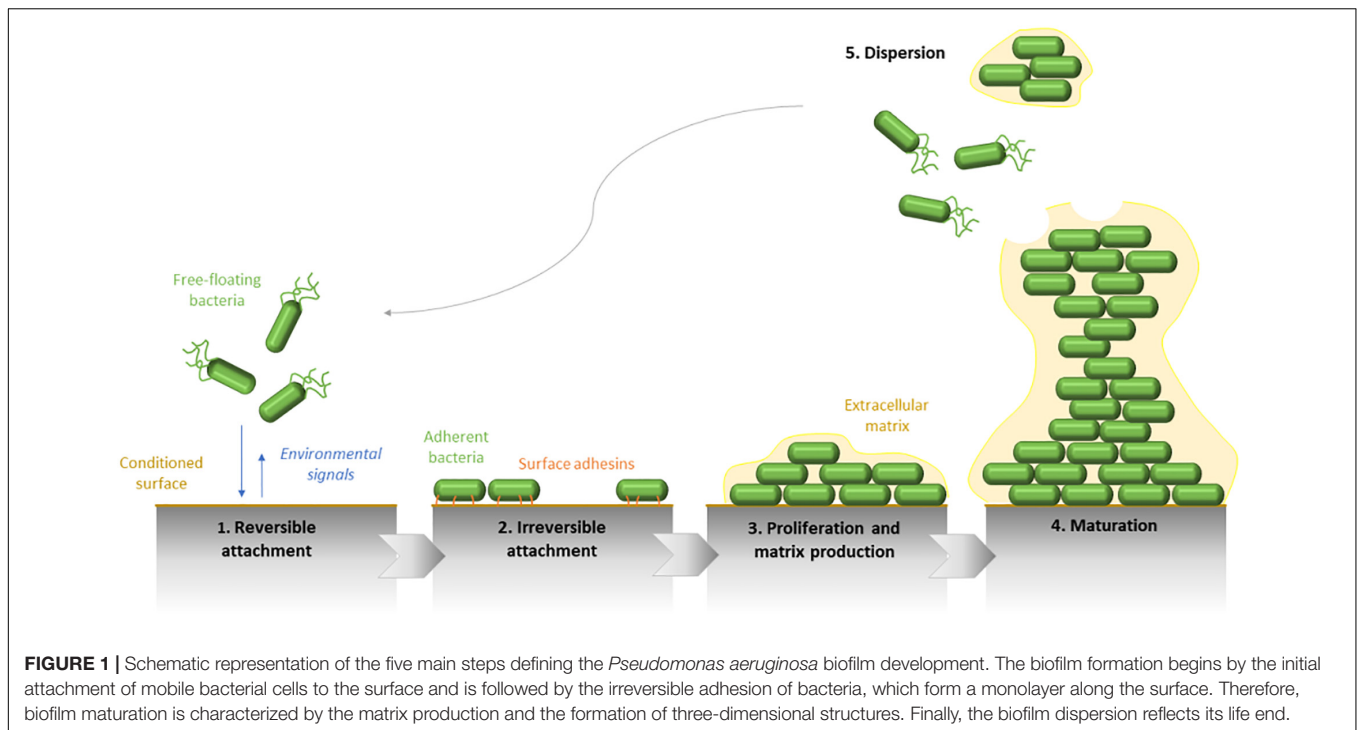 5. Dispersion
Free-floating
bacteria
Conditioned
surface
Environmental
signals
Adherent
bacteria
Surface adhesins
Extracellular
matrix
1. Reversible
attachment
2. Irreversible
attachment
3. Proliferation and
matrix production
4. Maturation
FIGURE 1 | Schematic representation of the five main steps defining the Pseudomonas aeruginosa biofilm development. The biofilm formation begins by the initial
attachment of mobile bacterial cells to the surface and is followed by the irreversible adhesion of bacteria, which form a monolayer along the surface. Therefore,
biofilm maturation is characterized by the matrix production and the formation of three-dimensional structures. Finally, the biofilm dispersion reflects its life end.